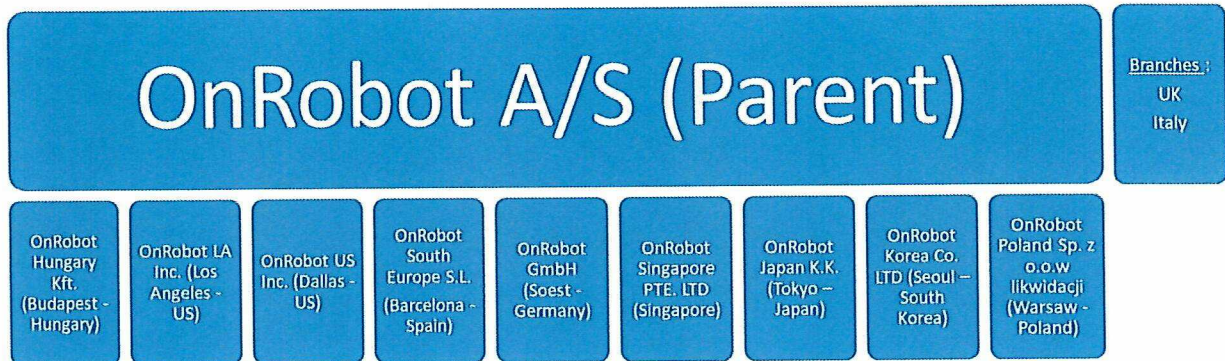 OnRobot A/S (Parent)
Branches :
UK
Italy
OnRobot
Hungary
Kft.
(Budapest -
Hungary)
OnRobot LA
Inc. (Los
Angeles -
US)
OnRobot US
Inc. (Dallas -
US)
OnRobot
South
Europe S.L.
(Barcelona -
Spain)
OnRobot
GmbH
(Soest -
Germany)
OnRobot
Singapore
PTE. LTD
(Singapore)
OnRobot
Japan K.K.
(Tokyo –
Japan)
OnRobot
Korea Co.
LTD (Seoul –
South
Korea)
OnRobot
Poland Sp. z
o.o.w
likwidacji
(Warsaw -
Poland)